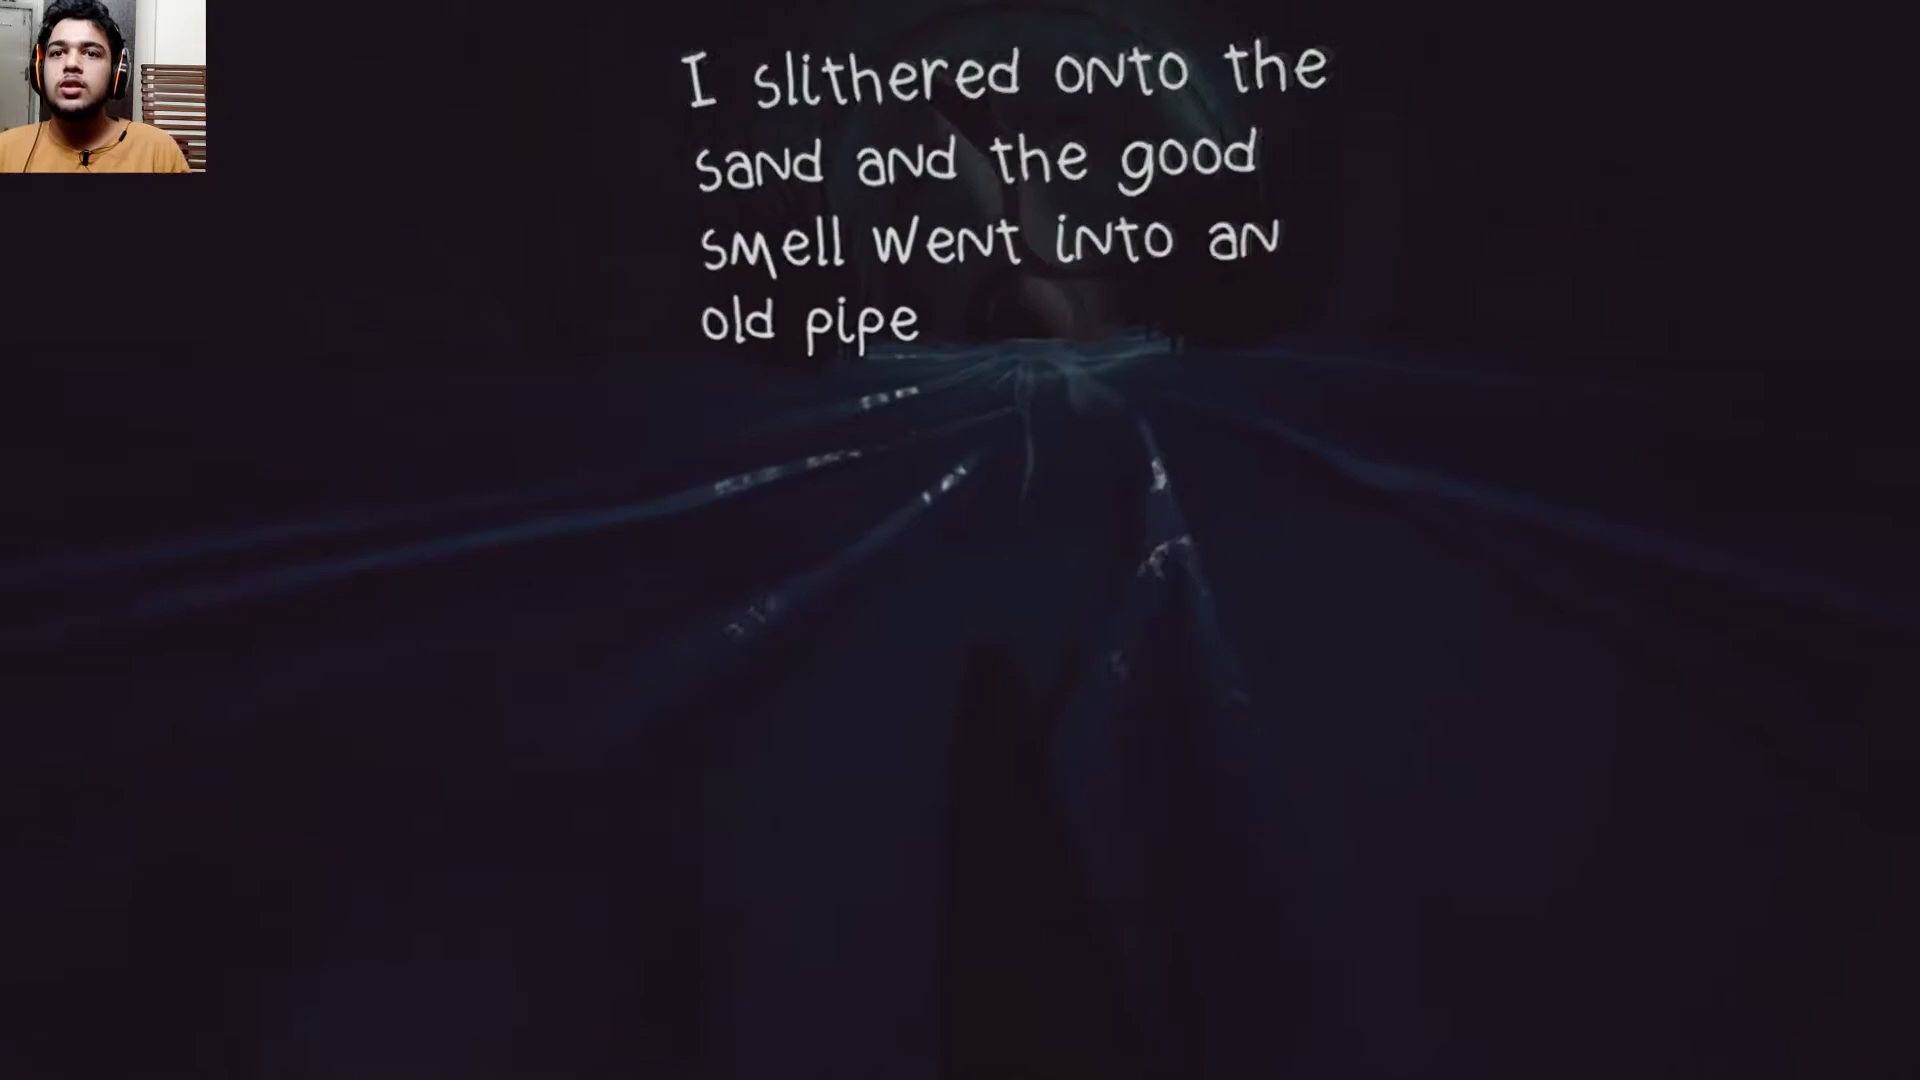 I slithered onto the
sand and the good
smell went into an
old pipe